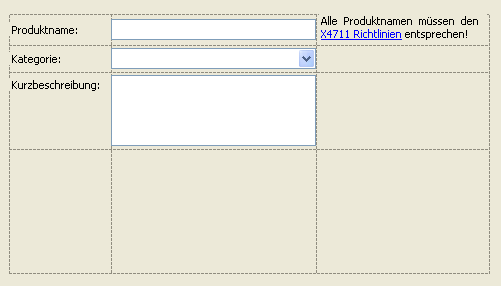 Produktname:
Alle Produktnamen müssen den
X4711 Richtlinien entsprechen!
Kategorie:
Kurzbeschreibung: